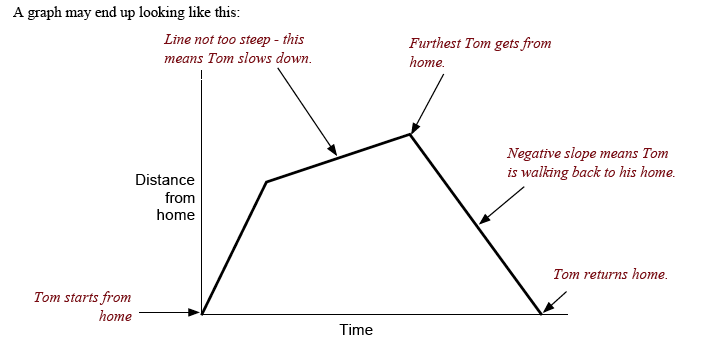 A graph may end up looking like this:
Line not too steep - this
means Tom slows down.
Furthest Tom gets from
home.
Negative slope means Tom
is walking back to his home.
Distance
from
home
Tom returns home.
Tom starts from
home
Time